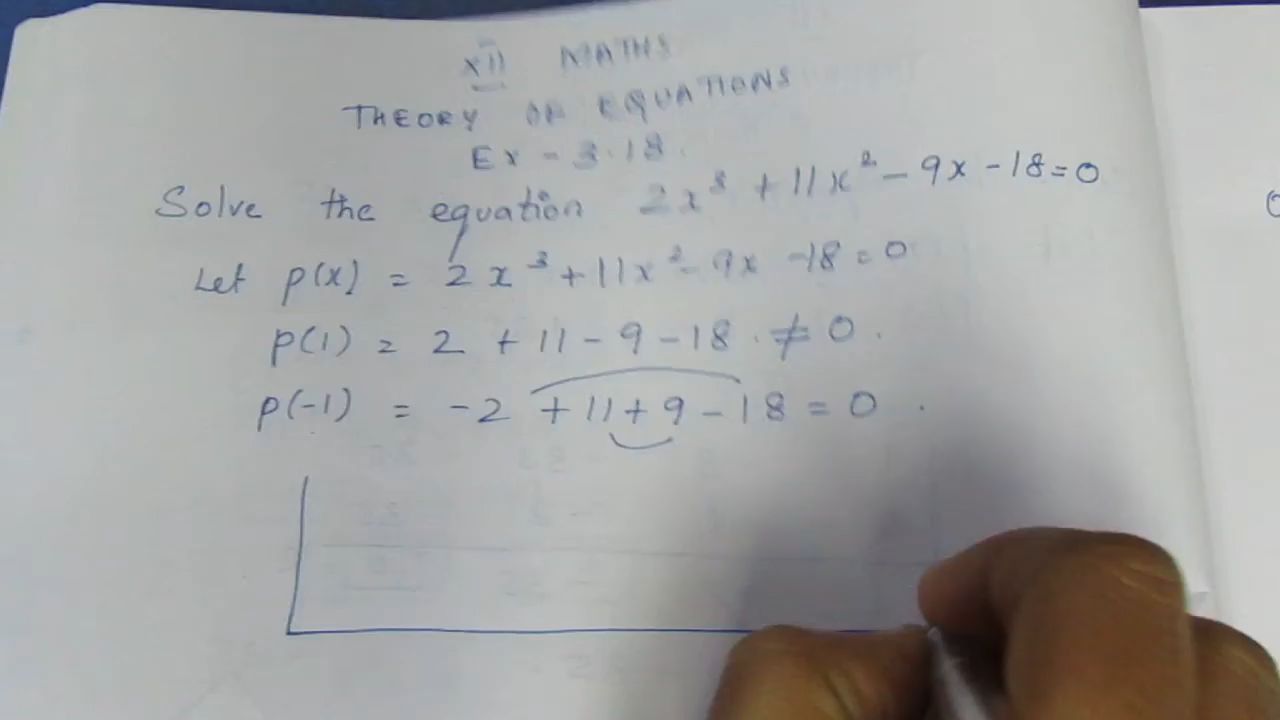 XII MATHS
THEORY OF EQUATIONS
Ex - 3.18.
Solve the equation 2x³ + 11x² - 9x - 18 = 0
Let p(x) = 2x³ + 11x² - 9x - 18 = 0
p(1) = 2 + 11 - 9 - 18 ≠ 0.
p(-1) = -2 + 11 + 9 - 18 = 0.